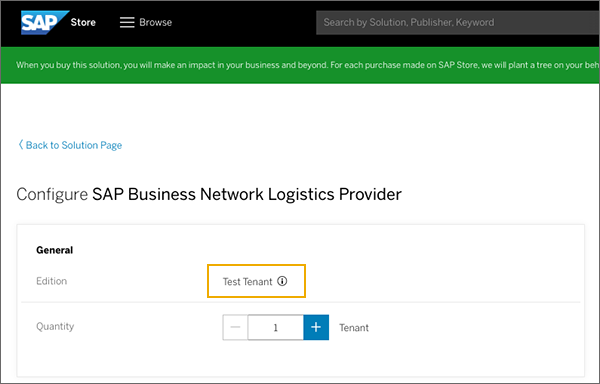 SAP Store Browse Search by Solution, Publisher, Keyword
When you buy this solution, you will make an impact in your business and beyond. For each purchase made on SAP Store, we will plant a tree on your beh
Back to Solution Page
Configure SAP Business Network Logistics Provider
General
Edition Test Tenant
Quantity 1 Tenant